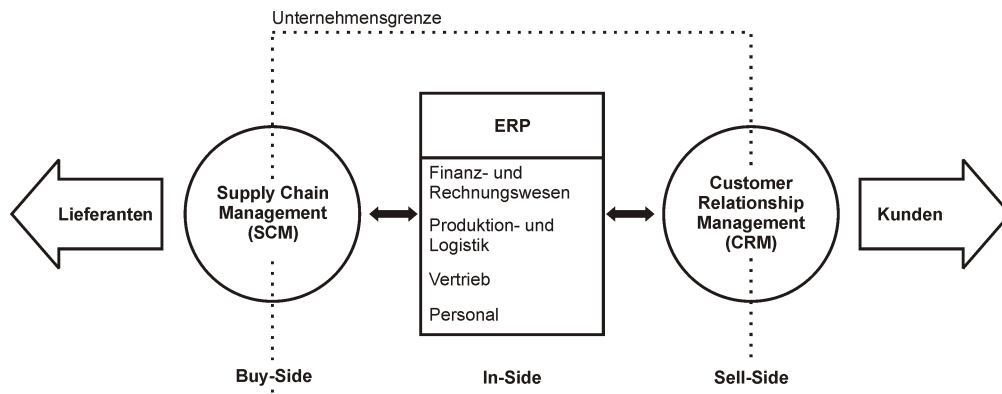 Unternehmensgrenze
Lieferanten
Supply Chain
Management
(SCM)
ERP
Finanz- und
Rechnungswesen
Produktion- und
Logistik
Vertrieb
Personal
Customer
Relationship
Management
(CRM)
Kunden
Buy-Side
In-Side
Sell-Side